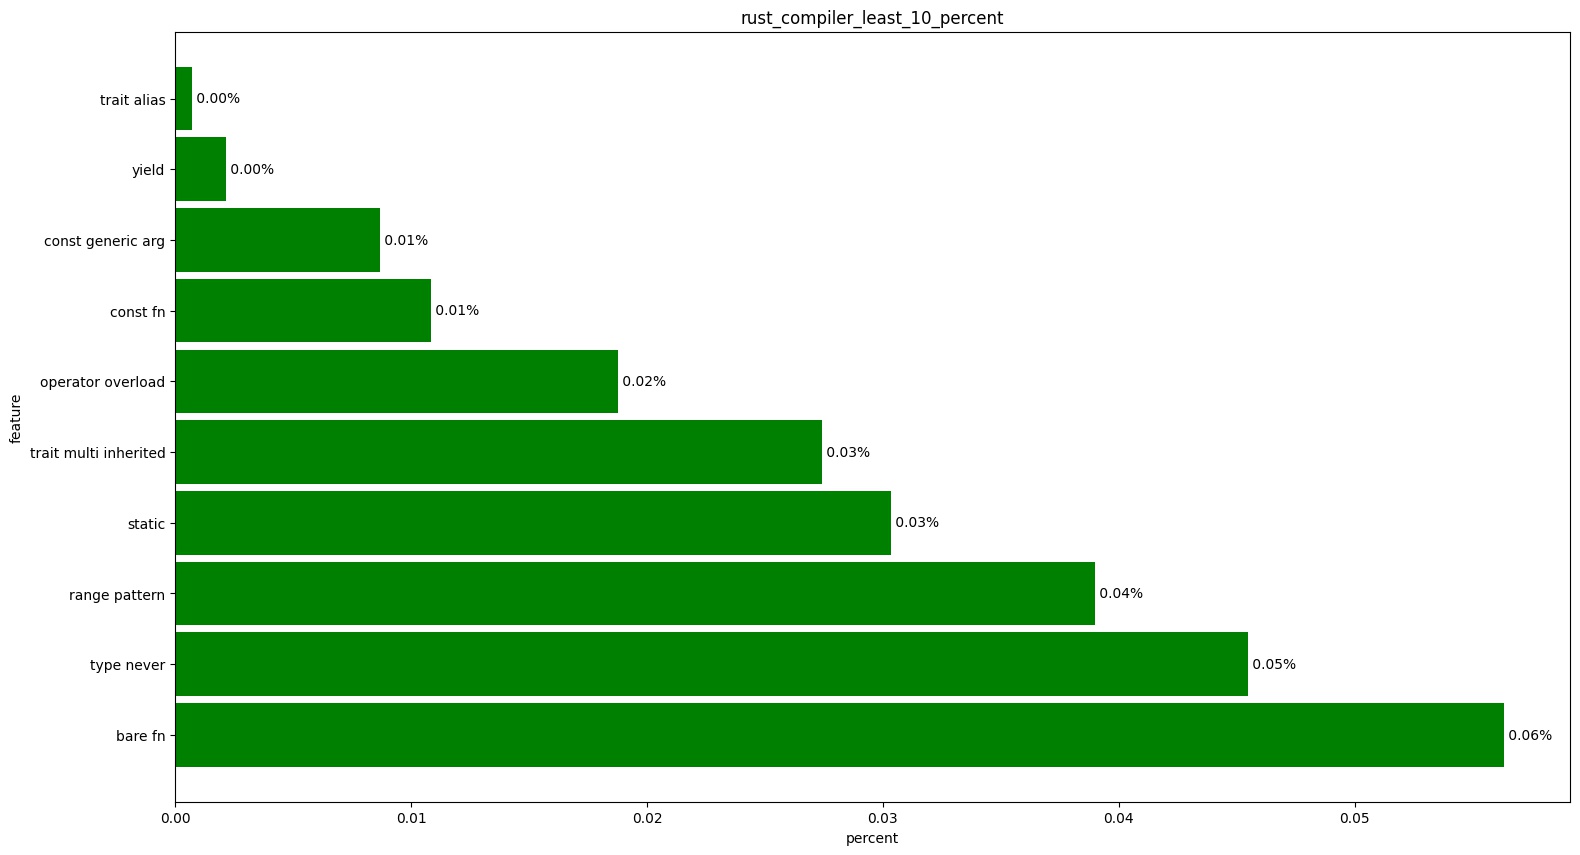 rust_compiler_least_10_percent
trait alias
0.00%
yield
0.00%
const generic arg
0.01%
const fn
0.01%
operator overload
0.02%
feature
trait multi inherited
0.03%
static
0.03%
range pattern
0.04%
type never
0.05%
bare fn
0.06%
0.00 0.01 0.02 0.03 0.04 0.05
percent